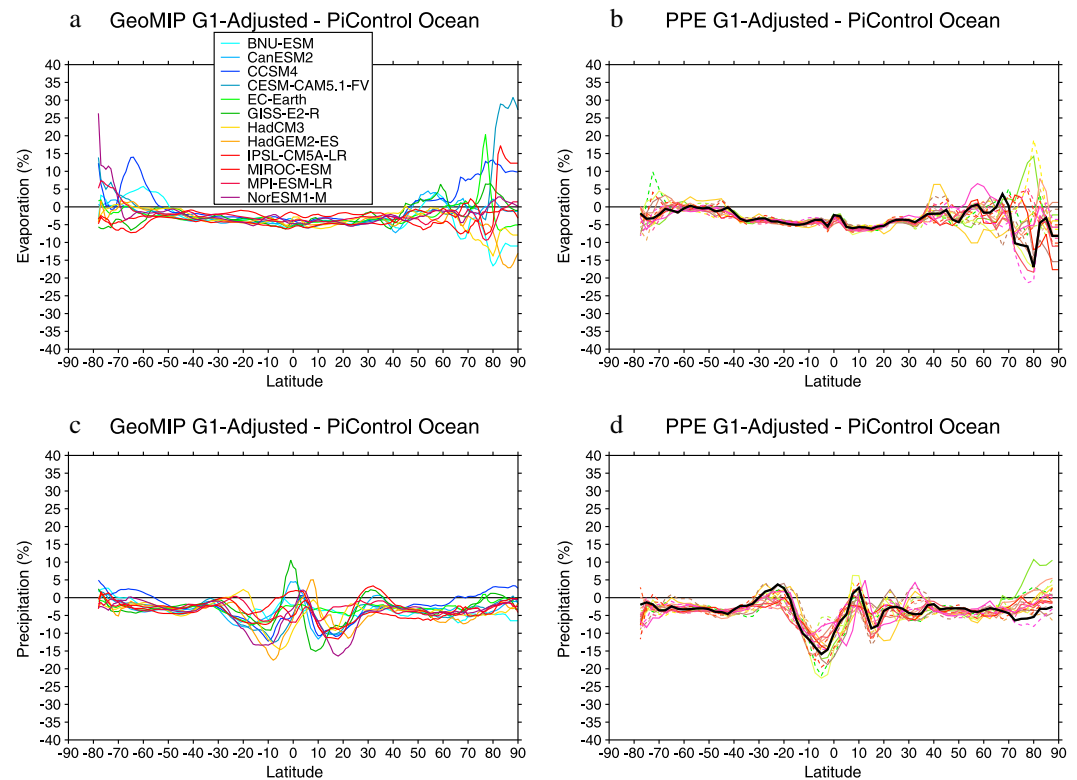 a GeoMIP G1-Adjusted - PiControl Ocean
BNU-ESM
CanESM2
CCSM4
CESM-CAM5.1-FV
EC-Earth
GISS-E2-R
HadCM3
HadGEM2-ES
IPSL-CM5A-LR
MIROC-ESM
MPI-ESM-LR
NorESM1-M
Evaporation (%)
40
35
30
25
20
15
10
5
0
-5
-10
-15
-20
-25
-30
-35
-40
-90 -80 -70 -60 -50 -40 -30 -20 -10 0 10 20 30 40 50 60 70 80 90
Latitude
b PPE G1-Adjusted - PiControl Ocean
Evaporation (%)
40
35
30
25
20
15
10
5
0
-5
-10
-15
-20
-25
-30
-35
-40
-90 -80 -70 -60 -50 -40 -30 -20 -10 0 10 20 30 40 50 60 70 80 90
Latitude
c GeoMIP G1-Adjusted - PiControl Ocean
Precipitation (%)
40
35
30
25
20
15
10
5
0
-5
-10
-15
-20
-25
-30
-35
-40
-90 -80 -70 -60 -50 -40 -30 -20 -10 0 10 20 30 40 50 60 70 80 90
Latitude
d PPE G1-Adjusted - PiControl Ocean
Precipitation (%)
40
35
30
25
20
15
10
5
0
-5
-10
-15
-20
-25
-30
-35
-40
-90 -80 -70 -60 -50 -40 -30 -20 -10 0 10 20 30 40 50 60 70 80 90
Latitude